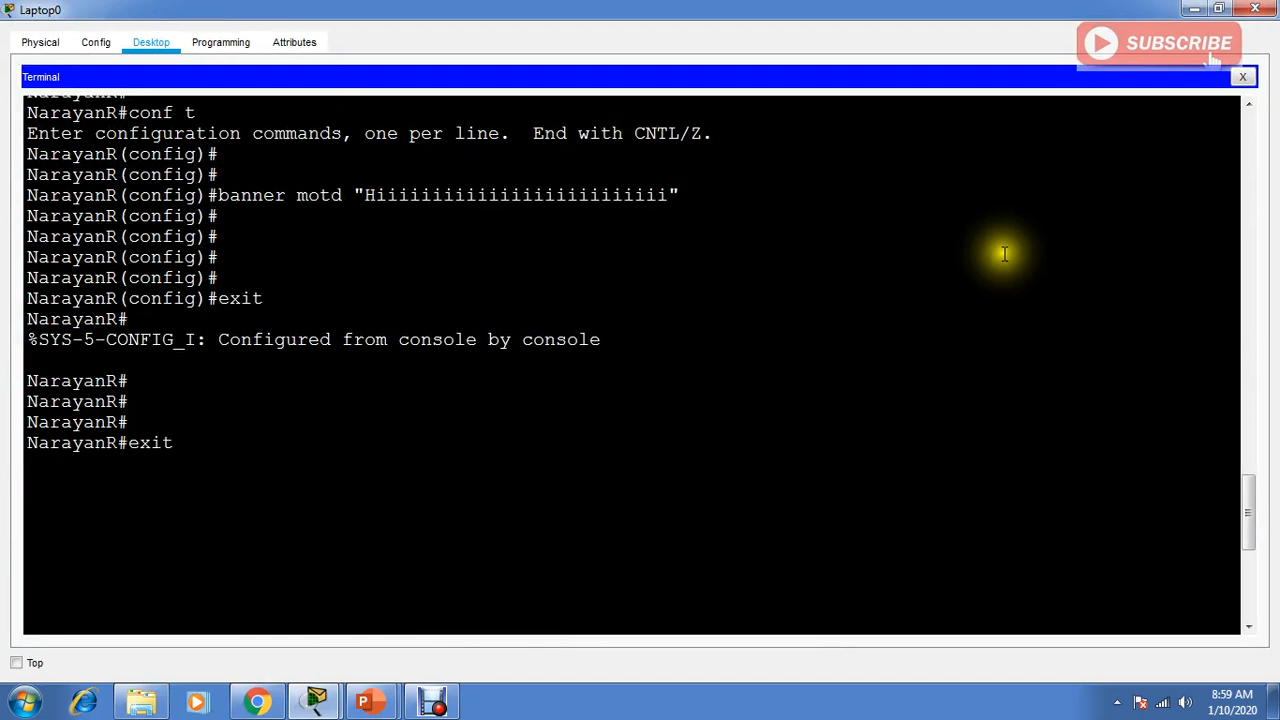 Laptop0
Physical Config Desktop Programming Attributes
SUBSCRIBE
Terminal
X
NarayanR#
NarayanR#conf t
Enter configuration commands, one per line.  End with CNTL/Z.
NarayanR(config)#
NarayanR(config)#
NarayanR(config)#banner motd "Hiiiiiiiiiiiiiiiiiiiiiiiiii"
NarayanR(config)#
NarayanR(config)#
NarayanR(config)#
NarayanR(config)#
NarayanR(config)#exit
NarayanR#
%SYS-5-CONFIG_I: Configured from console by console
NarayanR#
NarayanR#
NarayanR#
NarayanR#exit
Top
8:59 AM
1/10/2020